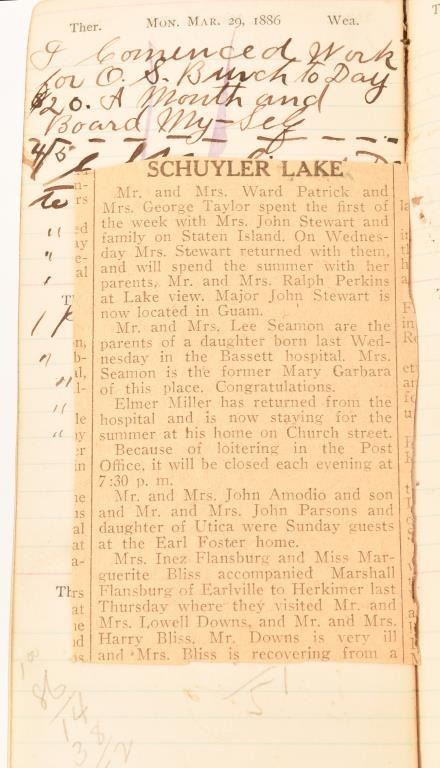 Ther. Mon. Mar. 29, 1886 Wea.
I Comenced Work
for O. S. Burch to Day
$20. A Month and
Board My-Self
SCHUYLER LAKE
Mr. and Mrs. Ward Patrick and
Mrs. George Taylor spent the first of
the week with Mrs. John Stewart and
family on Staten Island. On Wednes-
day Mrs. Stewart returned with them,
and will spend the summer with her
parents, Mr. and Mrs. Ralph Perkins
at Lake view. Major John Stewart is
now located in Guam.
Mr. and Mrs. Lee Seamon are the
parents of a daughter born last Wed-
nesday in the Bassett hospital. Mrs.
Seamon is the former Mary Garbara
of this place. Congratulations.
Elmer Miller has returned from the
hospital and is now staying for the
summer at his home on Church street.
Because of loitering in the Post
Office, it will be closed each evening at
7:30 p. m.
Mr. and Mrs. John Amodio and son
and Mr. and Mrs. John Parsons and
daughter of Utica were Sunday guests
at the Earl Foster home.
Mrs. Inez Flansburg and Miss Mar-
guerite Bliss accompanied Marshall
Flansburg of Earlville to Herkimer last
Thursday where they visited Mr. and
Mrs. Lowell Downs, and Mr. and Mrs.
Harry Bliss. Mr. Downs is very ill
and Mrs. Bliss is recovering from a